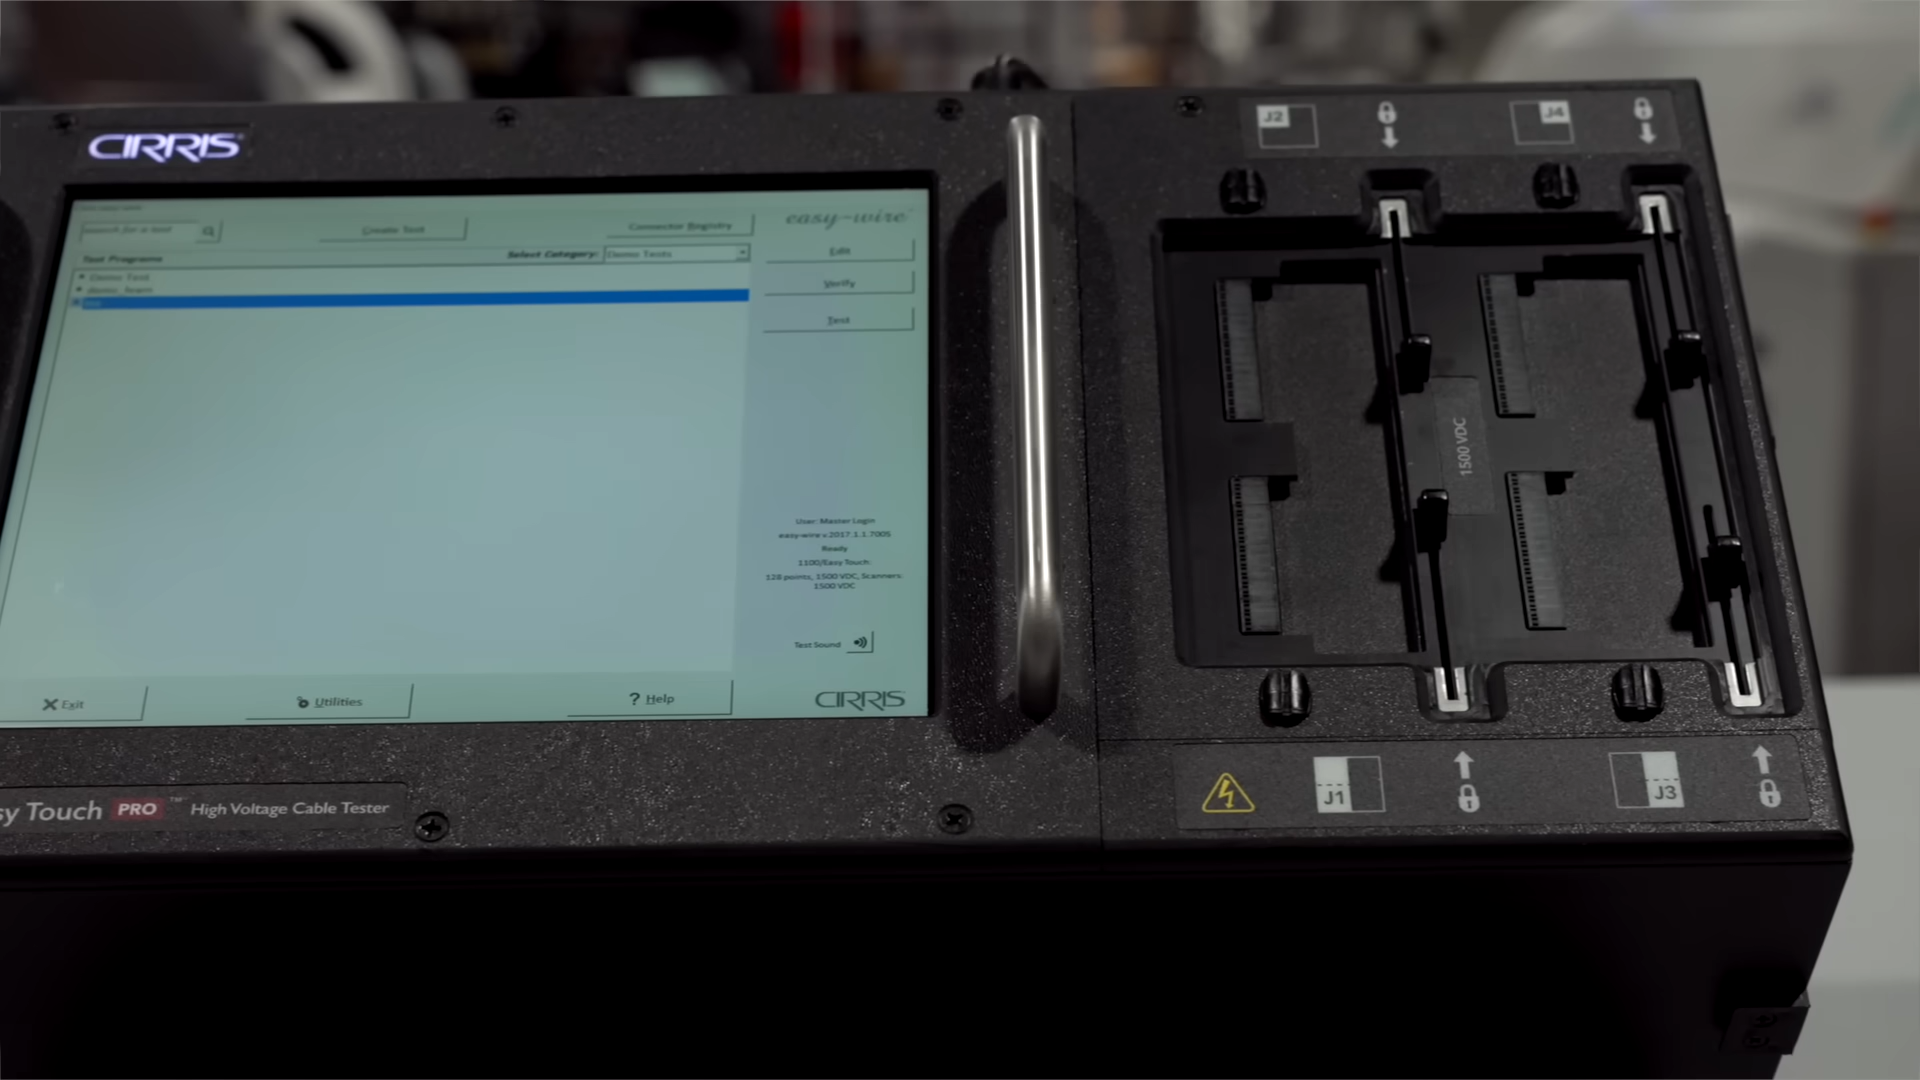 CIRRIS
search for a test
Create Test
Connector Registry
easy-wire
Test Programs
Select Category: Demo Tests
Edit
Demo Test
demo_learn
Verify
Test
User: Master Login
easy-wire v.2017.1.1.7005
Ready
1100/Easy Touch:
128 points, 1500 VDC, Scanners:
1500 VDC
Test Sound
Exit
Utilities
? Help
CIRRIS
sy Touch PRO ™ High Voltage Cable Tester
J2
J4
1500 VDC
J1
J3